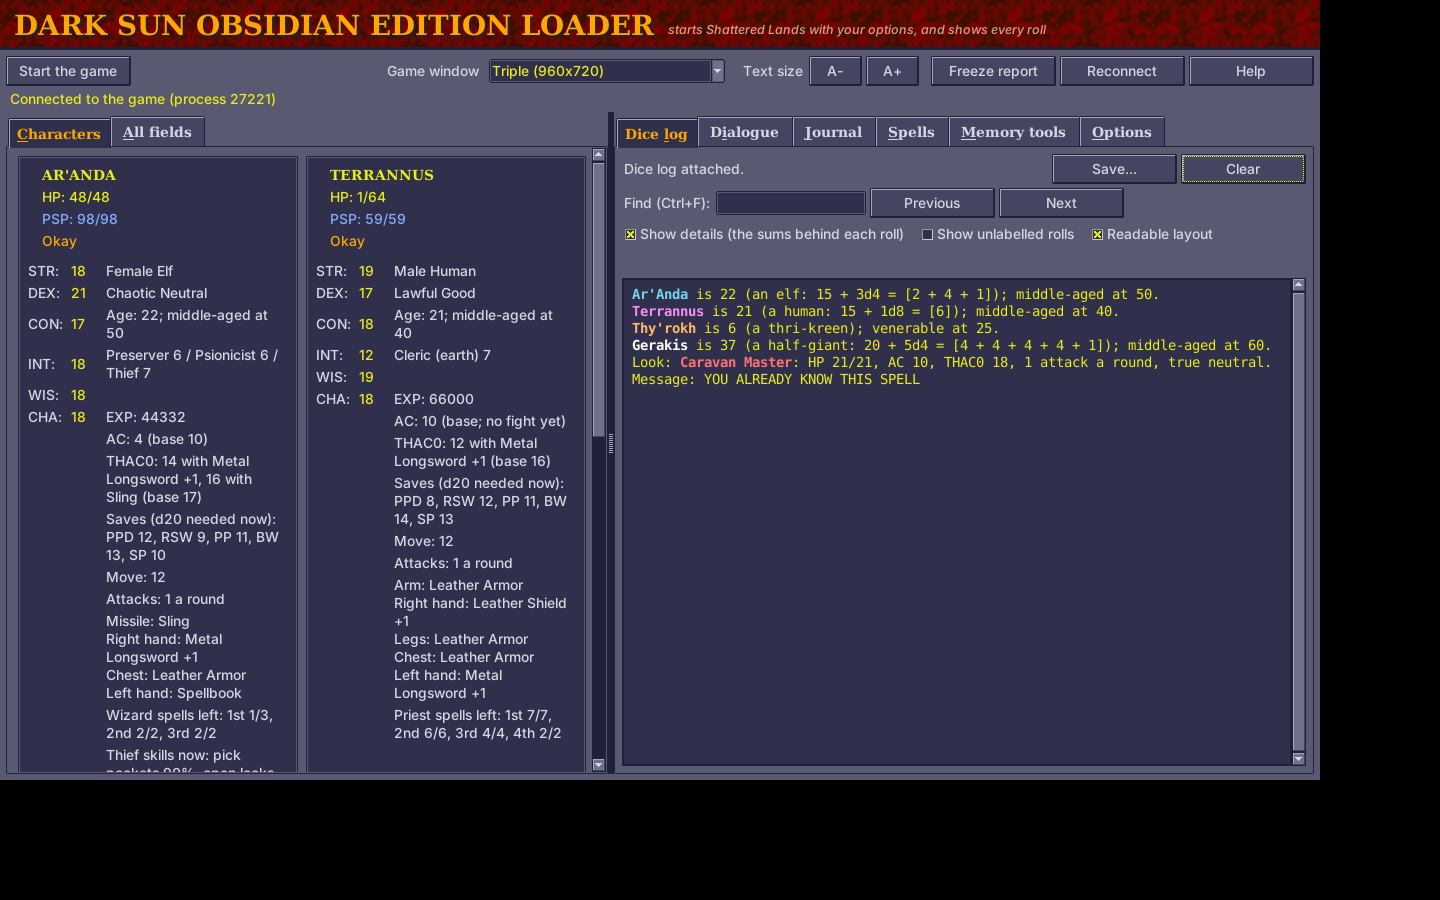 DARK SUN OBSIDIAN EDITION LOADER starts Shattered Lands with your options, and shows every roll
Start the game Game window Triple (960x720) Text size A- A+ Freeze report Reconnect Help
Connected to the game (process 27221)
Characters All fields
AR'ANDA
HP: 48/48
PSP: 98/98
Okay
STR: 18 Female Elf
DEX: 21 Chaotic Neutral
CON: 17 Age: 22; middle-aged at
50
INT: 18 Preserver 6 / Psionicist 6 /
Thief 7
WIS: 18
CHA: 18 EXP: 44332
AC: 4 (base 10)
THAC0: 14 with Metal
Longsword +1, 16 with
Sling (base 17)
Saves (d20 needed now):
PPD 12, RSW 9, PP 11, BW
13, SP 10
Move: 12
Attacks: 1 a round
Missile: Sling
Right hand: Metal
Longsword +1
Chest: Leather Armor
Left hand: Spellbook
Wizard spells left: 1st 1/3,
2nd 2/2, 3rd 2/2
Thief skills now: pick
TERRANNUS
HP: 1/64
PSP: 59/59
Okay
STR: 19 Male Human
DEX: 17 Lawful Good
CON: 18 Age: 21; middle-aged at
40
INT: 12 Cleric (earth) 7
WIS: 19
CHA: 18 EXP: 66000
AC: 10 (base; no fight yet)
THAC0: 12 with Metal
Longsword +1 (base 16)
Saves (d20 needed now):
PPD 8, RSW 12, PP 11, BW
14, SP 13
Move: 12
Attacks: 1 a round
Arm: Leather Armor
Right hand: Leather Shield
+1
Legs: Leather Armor
Chest: Leather Armor
Left hand: Metal
Longsword +1
Priest spells left: 1st 7/7,
2nd 6/6, 3rd 4/4, 4th 2/2
Dice log Dialogue Journal Spells Memory tools Options
Dice log attached. Save... Clear
Find (Ctrl+F): Previous Next
Show details (the sums behind each roll) Show unlabelled rolls Readable layout
Ar'Anda is 22 (an elf: 15 + 3d4 = [2 + 4 + 1]); middle-aged at 50.
Terrannus is 21 (a human: 15 + 1d8 = [6]); middle-aged at 40.
Thy'rokh is 6 (a thri-kreen); venerable at 25.
Gerakis is 37 (a half-giant: 20 + 5d4 = [4 + 4 + 4 + 4 + 1]); middle-aged at 60.
Look: Caravan Master: HP 21/21, AC 10, THAC0 18, 1 attack a round, true neutral.
Message: YOU ALREADY KNOW THIS SPELL